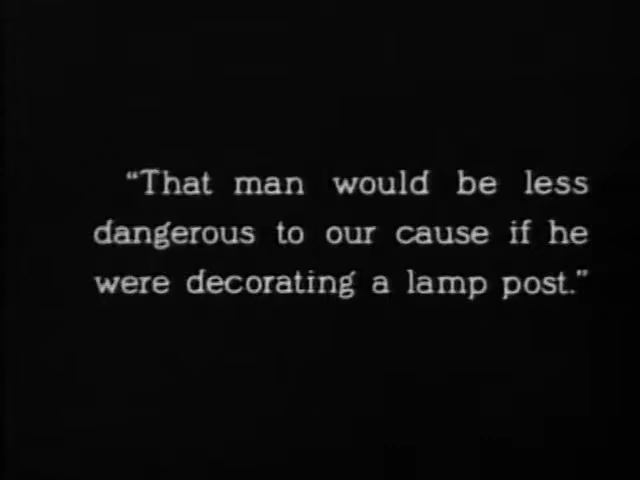 “That man would be less
dangerous to our cause if he
were decorating a lamp post.”